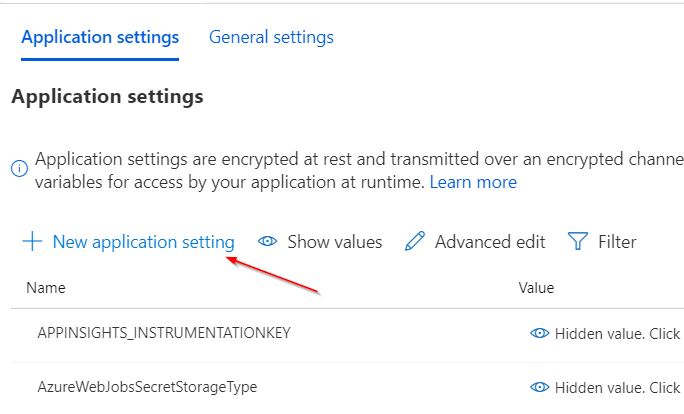 Application settings General settings
Application settings
Application settings are encrypted at rest and transmitted over an encrypted channe
variables for access by your application at runtime. Learn more
New application setting Show values Advanced edit Filter
Name Value
APPINSIGHTS_INSTRUMENTATIONKEY Hidden value. Click
AzureWebJobsSecretStorageType Hidden value. Click